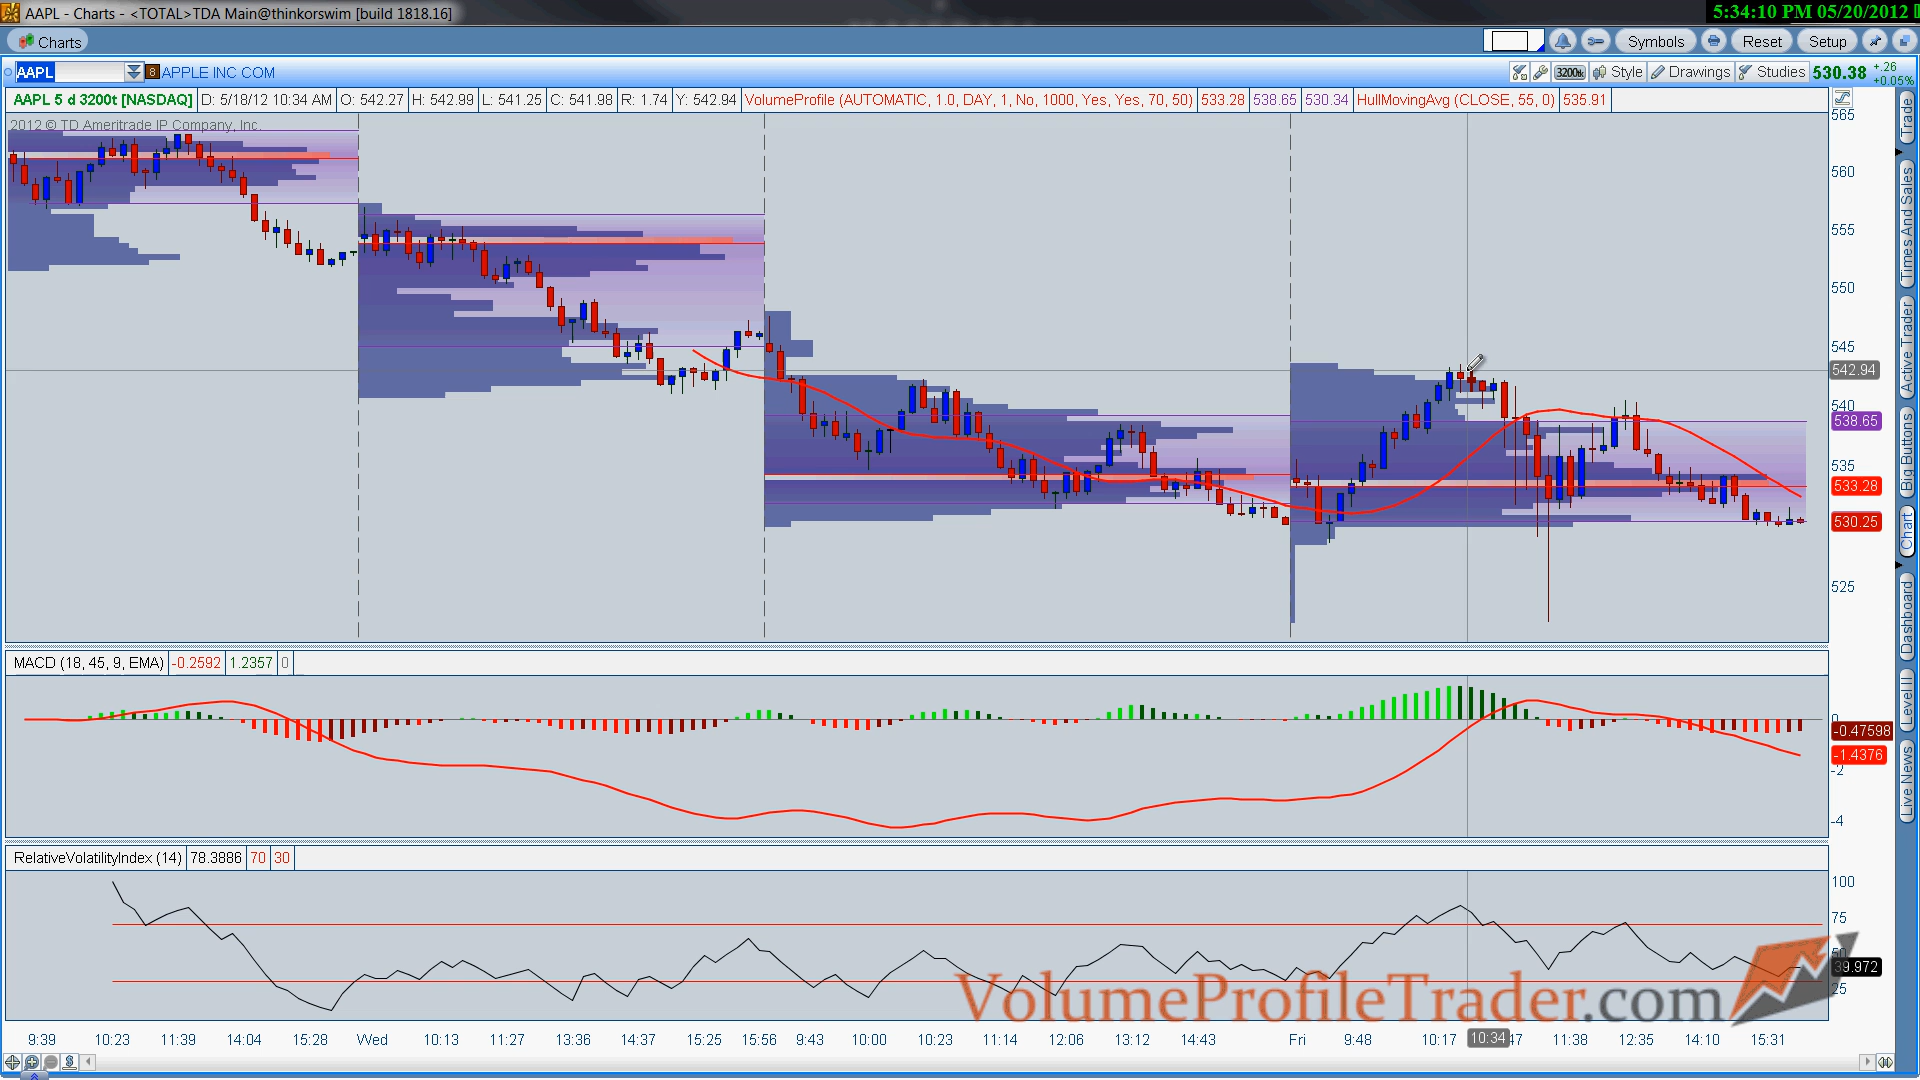 AAPL - Charts - <TOTAL>TDA Main@thinkorswim [build 1818.16]
5:34:10 PM 05/20/2012
Charts
Symbols Reset Setup
AAPL 8 APPLE INC COM
3200tk Style Drawings Studies 530.38 +.26 +0.05%
AAPL 5 d 3200t [NASDAQ] D: 5/18/12 10:34 AM O: 542.27 H: 542.99 L: 541.25 C: 541.98 R: 1.74 Y: 542.94 VolumeProfile (AUTOMATIC, 1.0, DAY, 1, No, 1000, Yes, Yes, 70, 50) 533.28 538.65 530.34 HullMovingAvg (CLOSE, 55, 0) 535.91
2012 © TD Ameritrade IP Company, Inc.
565
560
555
550
545
542.94
540
538.65
535
533.28
530.25
525
MACD (18, 45, 9, EMA) -0.2592 1.2357 0
0
-0.47598
-1.4376
-2
-4
RelativeVolatilityIndex (14) 78.3886 70 30
100
75
50
39.972
25
VolumeProfileTrader.com
9:39 10:23 11:39 14:04 15:28 Wed 10:13 11:27 13:36 14:37 15:25 15:56 9:43 10:00 10:23 11:14 12:06 13:12 14:43 Fri 9:48 10:17 10:34 47 11:38 12:35 14:10 15:31
Trade
Times And Sales
Active Trader
Big Buttons
Chart
Dashboard
Level II
Live News